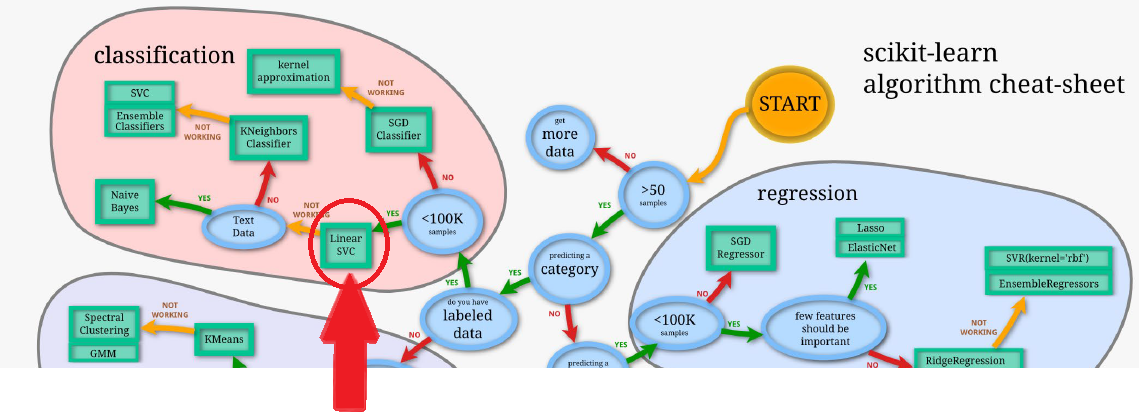 scikit-learn
algorithm cheat-sheet
START
classification
kernel
approximation
NOT
WORKING
SVC
Ensemble
Classifiers
NOT
WORKING
KNeighbors
Classifier
SGD
Classifier
NO
Naive
Bayes
YES
Text
Data
NO
NOT
WORKING
Linear
SVC
YES
<100K
samples
get
more
data
NO
>50
samples
YES
predicting a
category
YES
NO
do you have
labeled
data
YES
NO
predicting a
YES
regression
SGD
Regressor
NO
<100K
samples
YES
Lasso
ElasticNet
YES
few features
should be
important
NO
SVR(kernel='rbf')
EnsembleRegressors
NOT
WORKING
RidgeRegression
Spectral
Clustering
GMM
NOT
WORKING
KMeans